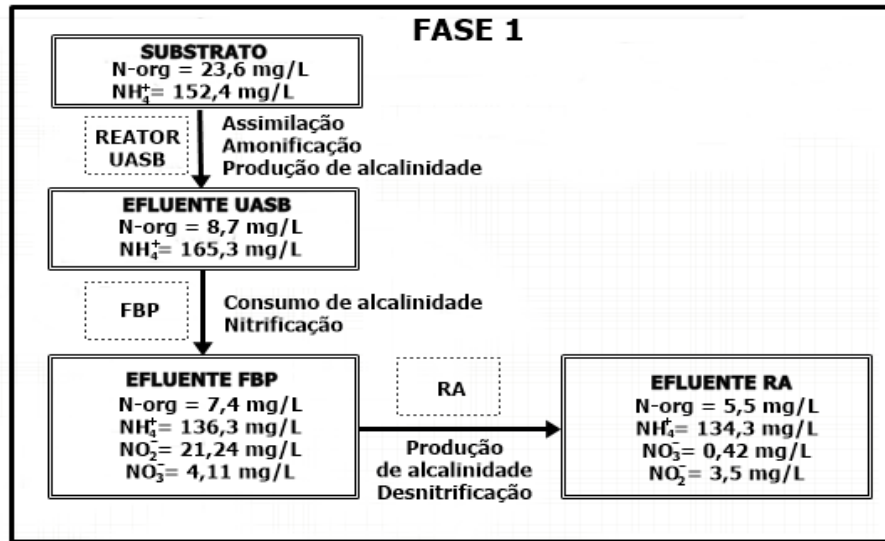 FASE 1
SUBSTRATO
N-org = 23,6 mg/L
NH₄⁺= 152,4 mg/L
REATOR
UASB
Assimilação
Amonificação
Produção de alcalinidade
EFLUENTE UASB
N-org = 8,7 mg/L
NH₄⁺= 165,3 mg/L
FBP
Consumo de alcalinidade
Nitrificação
EFLUENTE FBP
N-org = 7,4 mg/L
NH₄⁺= 136,3 mg/L
NO₂⁻= 21,24 mg/L
NO₃⁻= 4,11 mg/L
RA
Produção
de alcalinidade
Desnitrificação
EFLUENTE RA
N-org = 5,5 mg/L
NH₄⁺= 134,3 mg/L
NO₃⁻= 0,42 mg/L
NO₂⁻= 3,5 mg/L